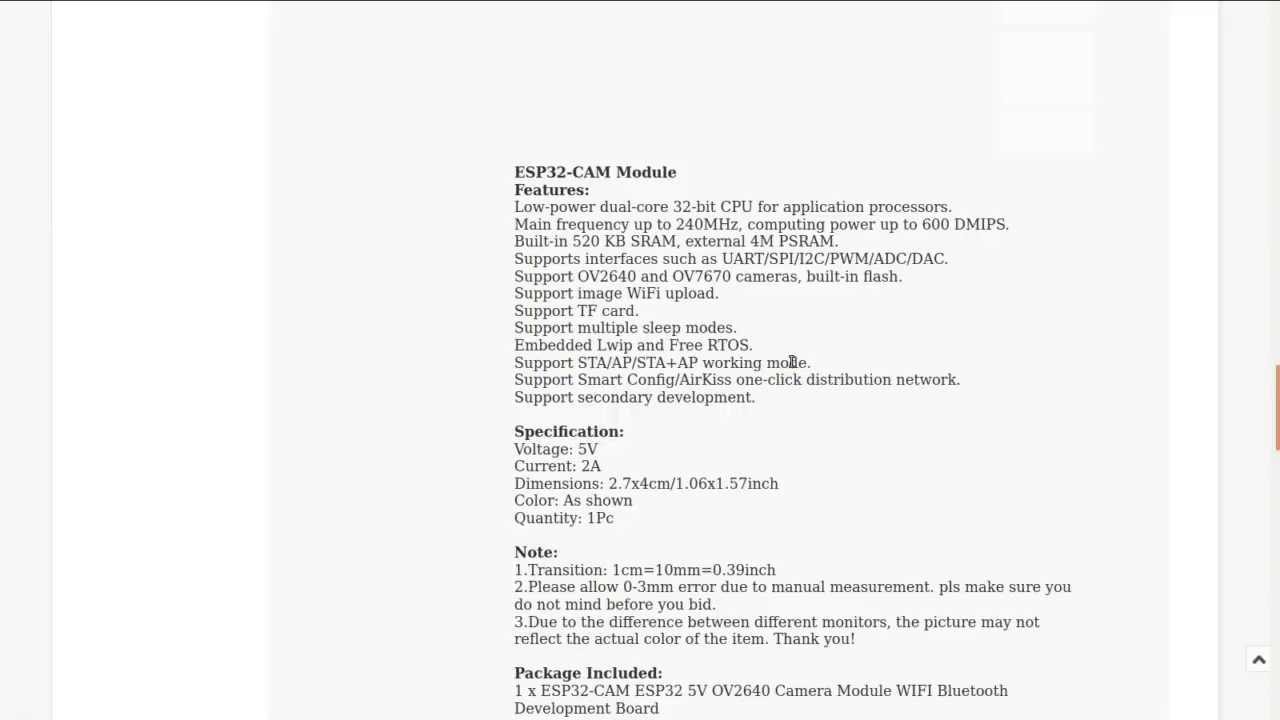 ESP32-CAM Module
Features:
Low-power dual-core 32-bit CPU for application processors.
Main frequency up to 240MHz, computing power up to 600 DMIPS.
Built-in 520 KB SRAM, external 4M PSRAM.
Supports interfaces such as UART/SPI/I2C/PWM/ADC/DAC.
Support OV2640 and OV7670 cameras, built-in flash.
Support image WiFi upload.
Support TF card.
Support multiple sleep modes.
Embedded Lwip and Free RTOS.
Support STA/AP/STA+AP working mode.
Support Smart Config/AirKiss one-click distribution network.
Support secondary development.
Specification:
Voltage: 5V
Current: 2A
Dimensions: 2.7x4cm/1.06x1.57inch
Color: As shown
Quantity: 1Pc
Note:
1.Transition: 1cm=10mm=0.39inch
2.Please allow 0-3mm error due to manual measurement. pls make sure you
do not mind before you bid.
3.Due to the difference between different monitors, the picture may not
reflect the actual color of the item. Thank you!
Package Included:
1 x ESP32-CAM ESP32 5V OV2640 Camera Module WIFI Bluetooth
Development Board